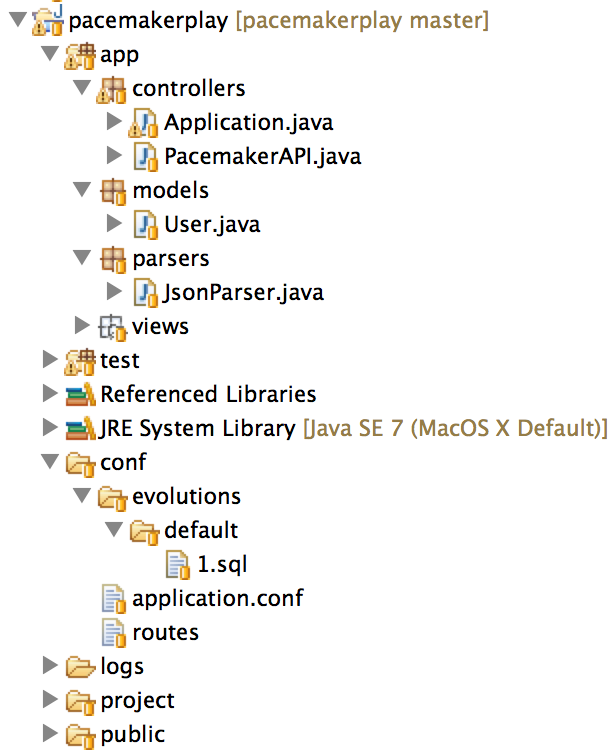 pacemakerplay [pacemakerplay master]
app
controllers
Application.java
PacemakerAPI.java
models
User.java
parsers
JsonParser.java
views
test
Referenced Libraries
JRE System Library [Java SE 7 (MacOS X Default)]
conf
evolutions
default
1.sql
application.conf
routes
logs
project
public